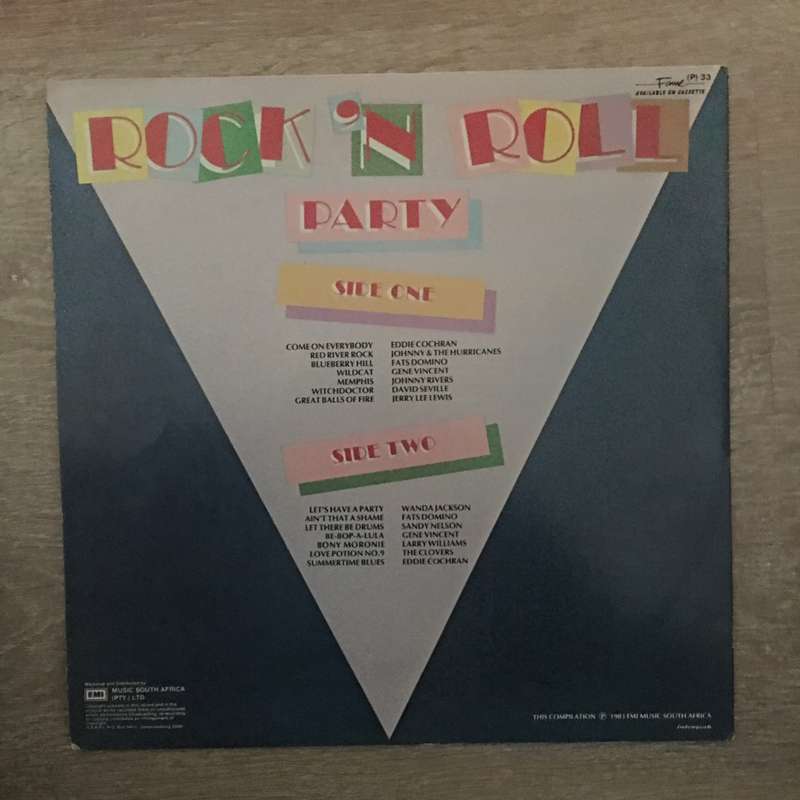 Fame (P) 33
AVAILABLE ON CASSETTE
ROCK 'N ROLL
PARTY
SIDE ONE
COME ON EVERYBODY EDDIE COCHRAN
RED RIVER ROCK JOHNNY & THE HURRICANES
BLUEBERRY HILL FATS DOMINO
WILDCAT GENE VINCENT
MEMPHIS JOHNNY RIVERS
WITCHDOCTOR DAVID SEVILLE
GREAT BALLS OF FIRE JERRY LEE LEWIS
SIDE TWO
LET'S HAVE A PARTY WANDA JACKSON
AIN'T THAT A SHAME FATS DOMINO
LET THERE BE DRUMS SANDY NELSON
BE-BOP-A-LULA GENE VINCENT
BONY MORONIE LARRY WILLIAMS
LOVE POTION NO.9 THE CLOVERS
SUMMERTIME BLUES EDDIE COCHRAN
Marketed and Distributed by
EMI MUSIC SOUTH AFRICA
(PTY.) LTD
THIS COMPILATION Ⓟ 1983 EMI MUSIC SOUTH AFRICA